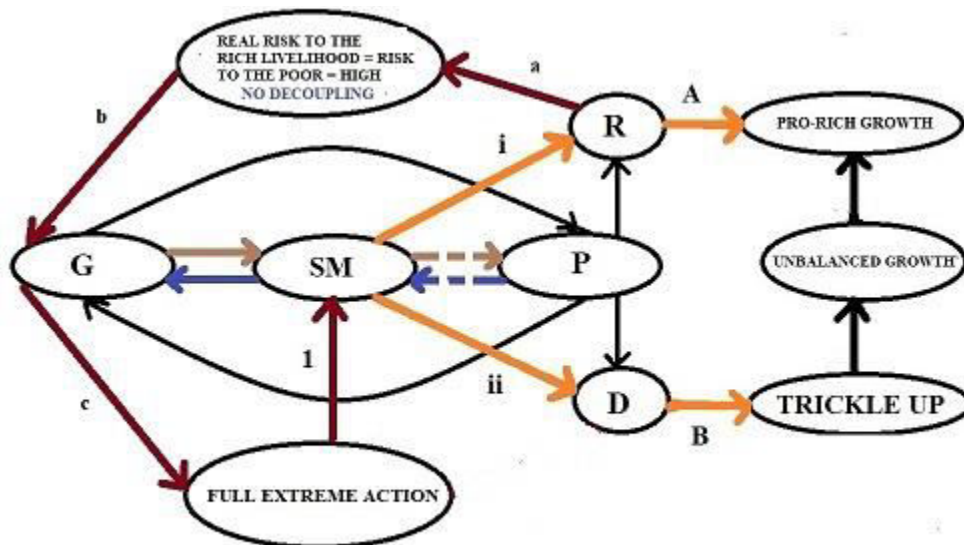 REAL RISK TO THE
RICH LIVELIHOOD = RISK
TO THE POOR = HIGH
NO DECOUPLING
a
R
A
PRO-RICH GROWTH
b
i
G
SM
P
UNBALANCED GROWTH
1
ii
c
D
B
TRICKLE UP
FULL EXTREME ACTION